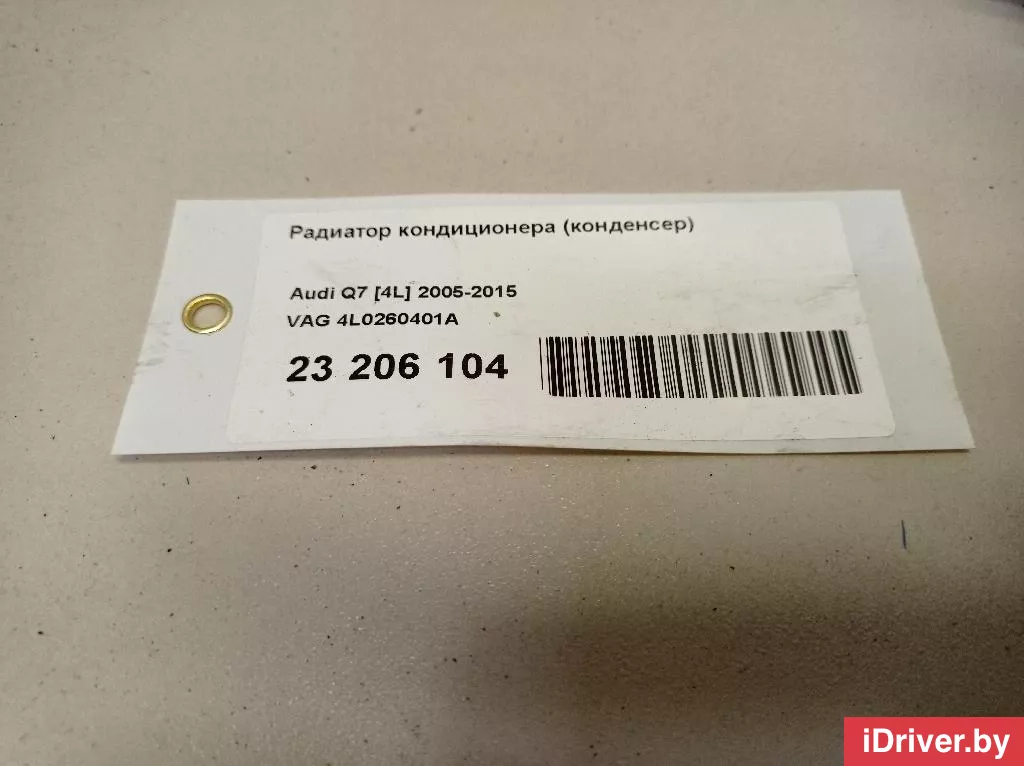 Радиатор кондиционера (конденсер)
Audi Q7 [4L] 2005-2015
VAG 4L0260401A
23 206 104
iDriver.by